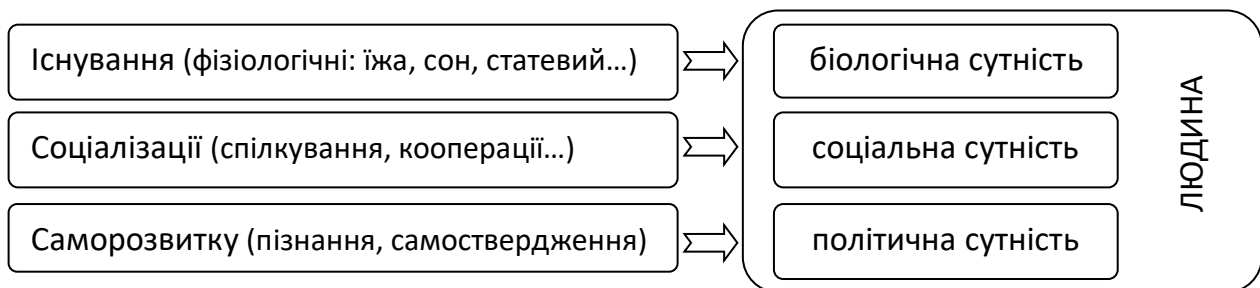 Існування (фізіологічні: їжа, сон, статевий…)
біологічна сутність
Соціалізації (спілкування, кооперації…)
соціальна сутність
Саморозвитку (пізнання, самоствердження)
політична сутність
ЛЮДИНА